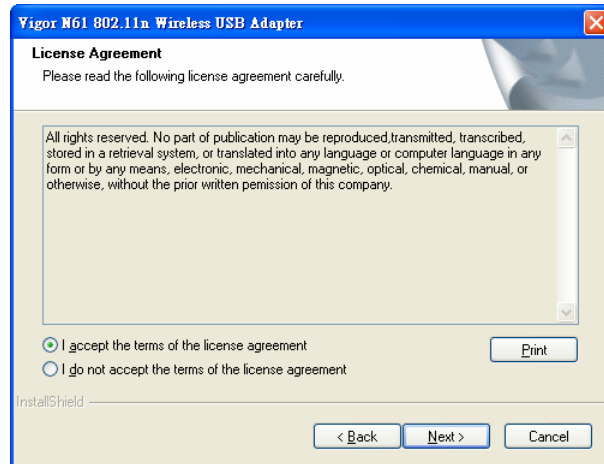 Vigor N61 802.11n Wireless USB Adapter
License Agreement
Please read the following license agreement carefully.
All rights reserved. No part of publication may be reproduced,transmitted, transcribed,
stored in a retrieval system, or translated into any language or computer language in any
form or by any means, electronic, mechanical, magnetic, optical, chemical, manual, or
otherwise, without the prior written pemission of this company.
I accept the terms of the license agreement
I do not accept the terms of the license agreement
Print
InstallShield
< Back
Next >
Cancel